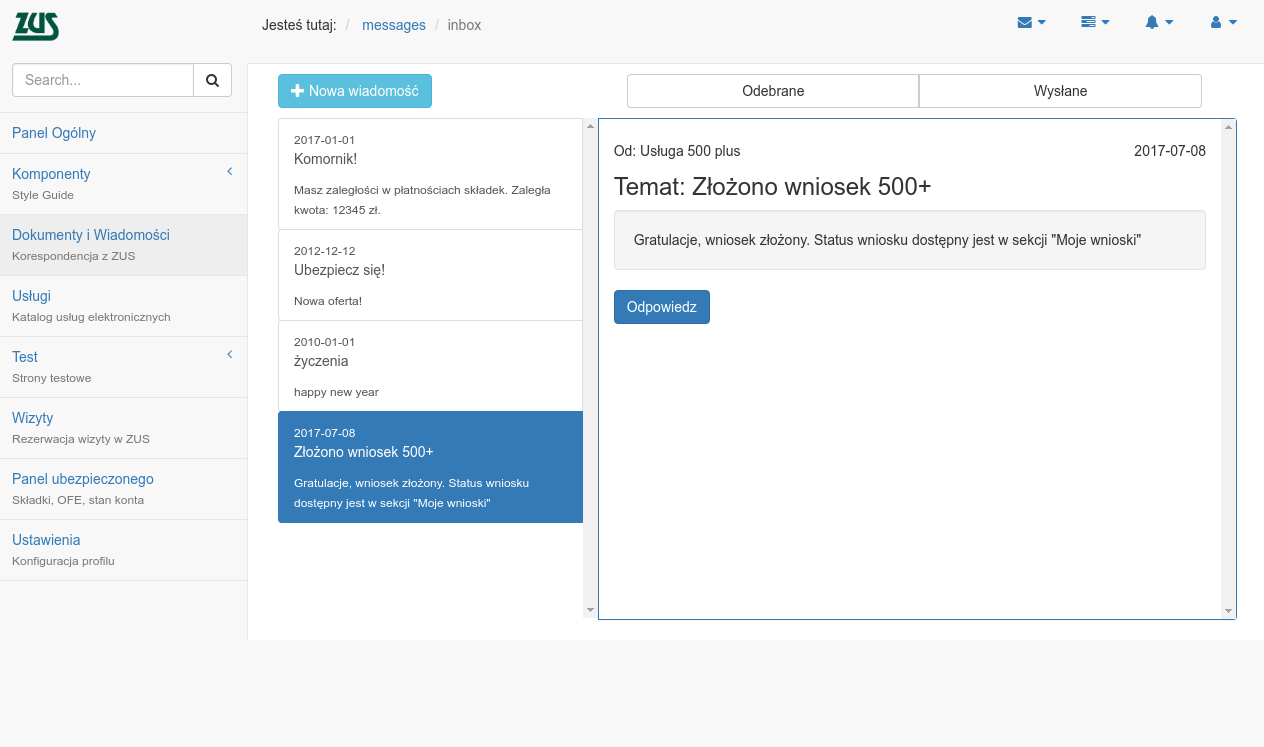 ZUS
Jesteś tutaj: / messages / inbox
Search...
Panel Ogólny
Komponenty
Style Guide
Dokumenty i Wiadomości
Korespondencja z ZUS
Usługi
Katalog usług elektronicznych
Test
Strony testowe
Wizyty
Rezerwacja wizyty w ZUS
Panel ubezpieczonego
Składki, OFE, stan konta
Ustawienia
Konfiguracja profilu
Nowa wiadomość
Odebrane
Wysłane
2017-01-01
Komornik!
Masz zaległości w płatnościach składek. Zaległa
kwota: 12345 zł.
2012-12-12
Ubezpiecz się!
Nowa oferta!
2010-01-01
życzenia
happy new year
2017-07-08
Złożono wniosek 500+
Gratulacje, wniosek złożony. Status wniosku
dostępny jest w sekcji "Moje wnioski"
Od: Usługa 500 plus
2017-07-08
Temat: Złożono wniosek 500+
Gratulacje, wniosek złożony. Status wniosku dostępny jest w sekcji "Moje wnioski"
Odpowiedz